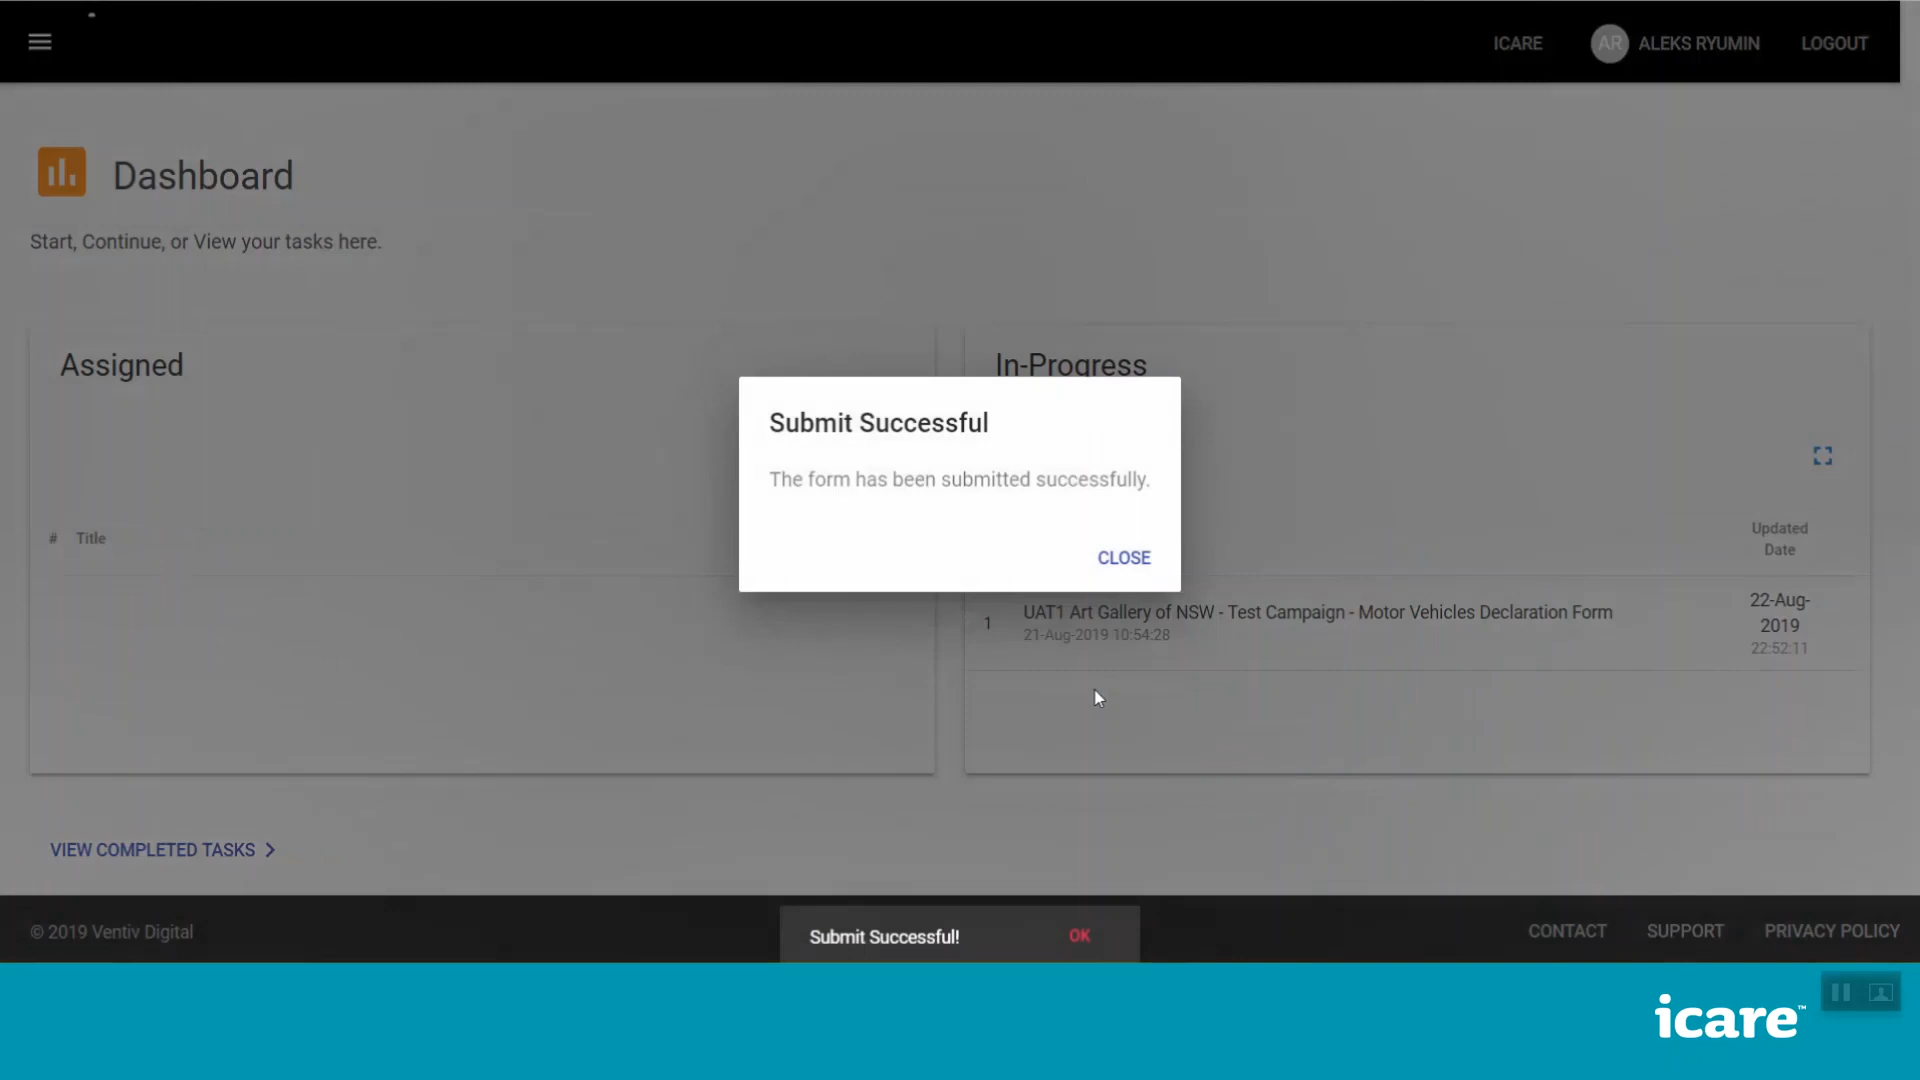 ICARE
AR
ALEKS RYUMIN
LOGOUT
Dashboard
Start, Continue, or View your tasks here.
Assigned
# Title
In-Progress
Updated
Date
1
UAT1 Art Gallery of NSW - Test Campaign - Motor Vehicles Declaration Form
21-Aug-2019 10:54:28
22-Aug-
2019
22:52:11
Submit Successful
The form has been submitted successfully.
CLOSE
VIEW COMPLETED TASKS
© 2019 Ventiv Digital
Submit Successful!
OK
CONTACT
SUPPORT
PRIVACY POLICY
icare™